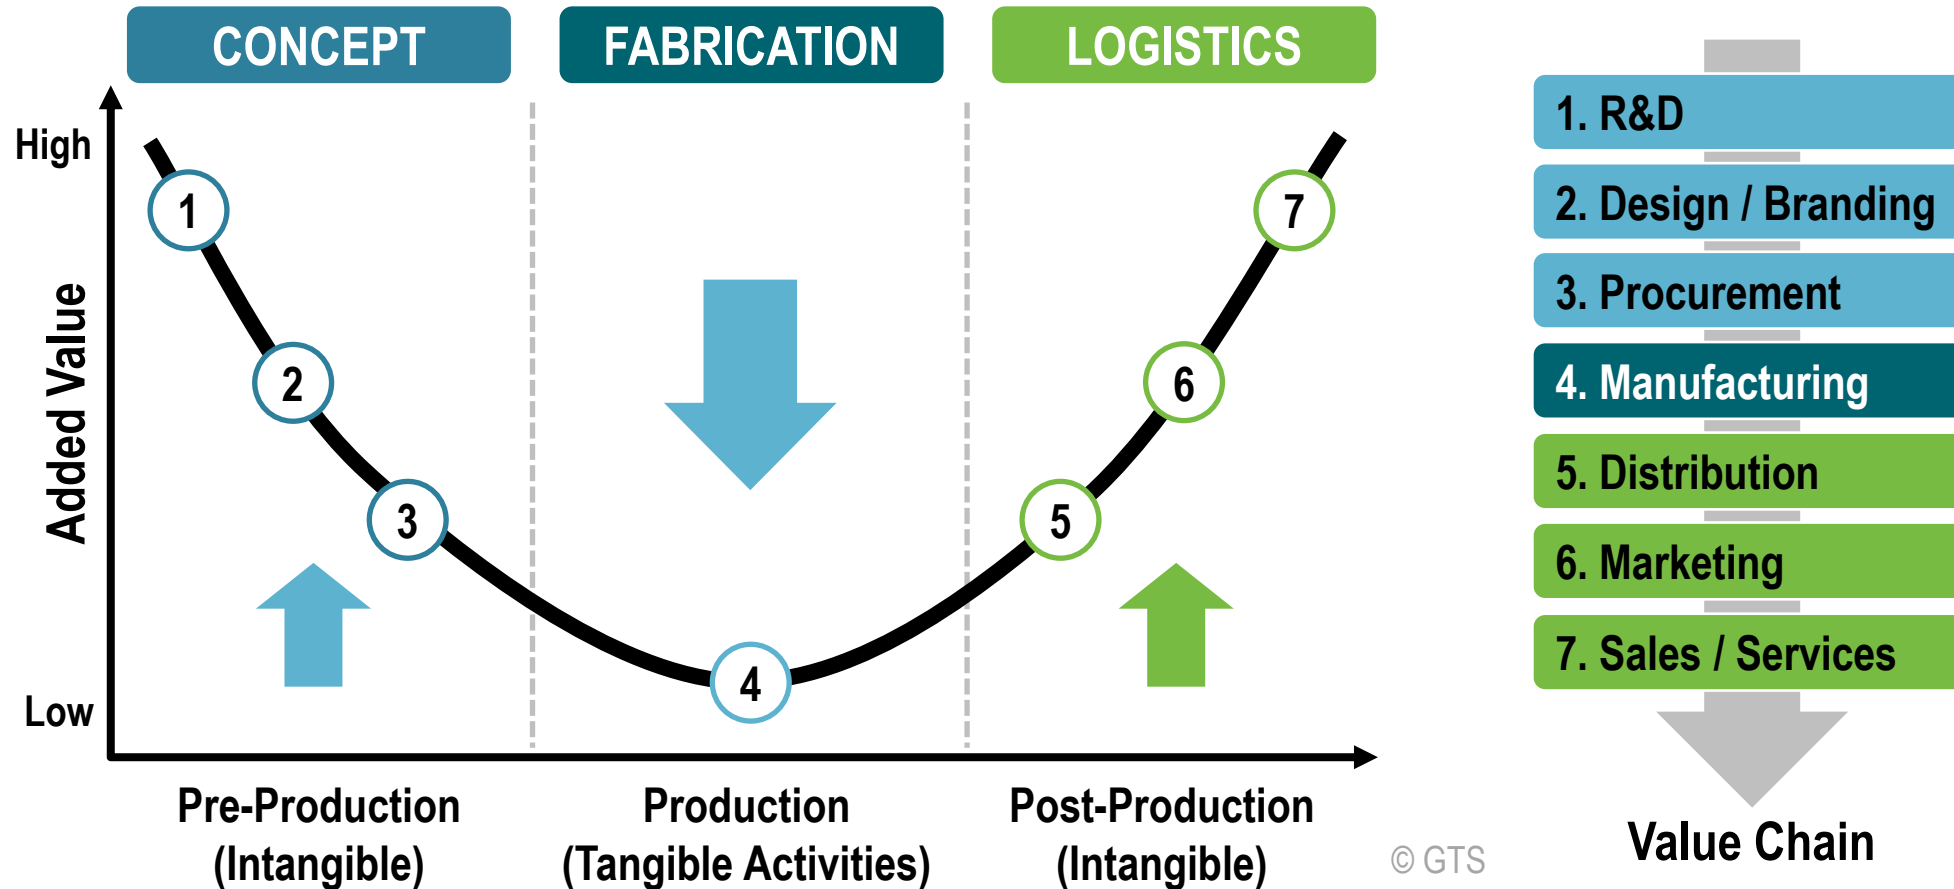 CONCEPT
FABRICATION
LOGISTICS
High
Added Value
Low
1
2
3
4
5
6
7
Pre-Production
(Intangible)
Production
(Tangible Activities)
Post-Production
(Intangible)
© GTS
1. R&D
2. Design / Branding
3. Procurement
4. Manufacturing
5. Distribution
6. Marketing
7. Sales / Services
Value Chain